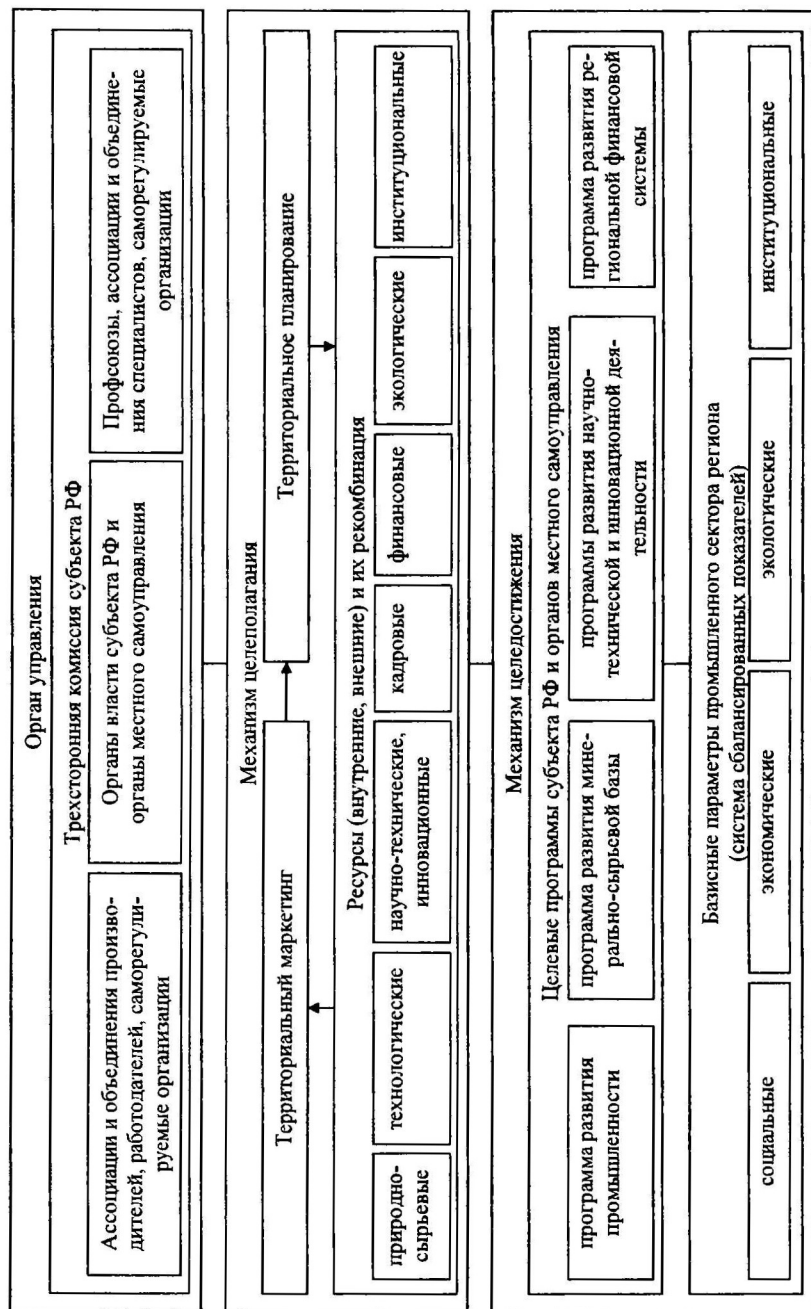 Орган управления
Трехсторонняя комиссия субъекта РФ
Ассоциации и объединения произво-
дителей, работодателей, саморегули-
руемые организации
Органы власти субъекта РФ и
органы местного самоуправления
Профсоюзы, ассоциации и объедине-
ния специалистов, саморегулируемые
организации
Механизм целеполагания
Территориальный маркетинг
Территориальное планирование
Ресурсы (внутренние, внешние) и их рекомбинация
природно-
сырьевые
технологические
научно-технические,
инновационные
кадровые
финансовые
экологические
институциональные
Механизм целедостижения
Целевые программы субъекта РФ и органов местного самоуправления
программа развития
промышленности
программа развития мине-
рально-сырьевой базы
программы развития научно-
технической и инновационной дея-
тельности
программа развития ре-
гиональной финансовой
системы
Базисные параметры промышленного сектора региона
(система сбалансированных показателей)
социальные
экономические
экологические
институциональные